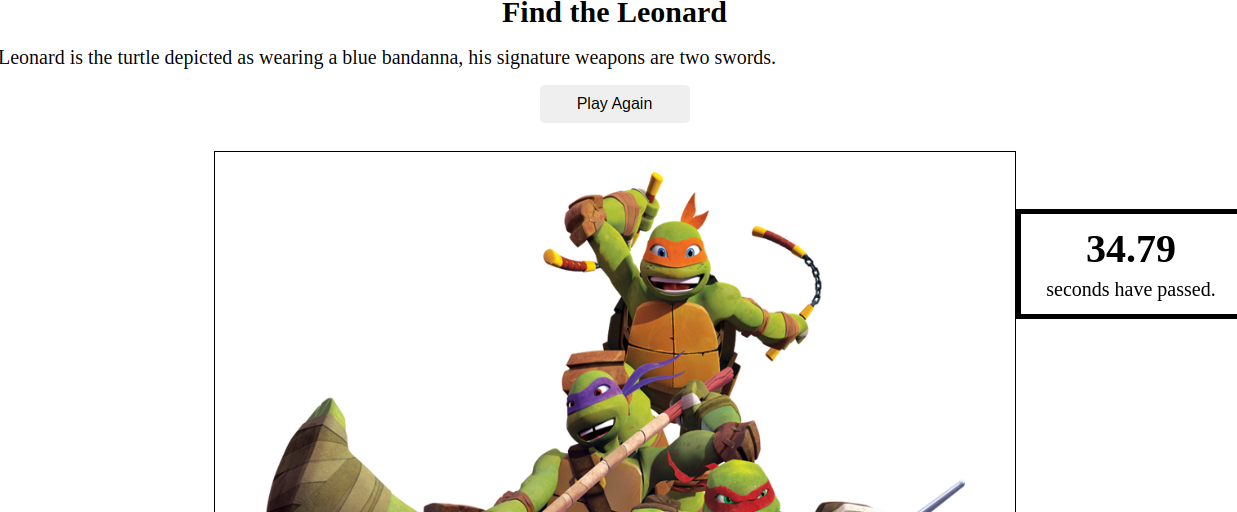 Find the Leonard
Leonard is the turtle depicted as wearing a blue bandanna, his signature weapons are two swords.
Play Again
34.79
seconds have passed.